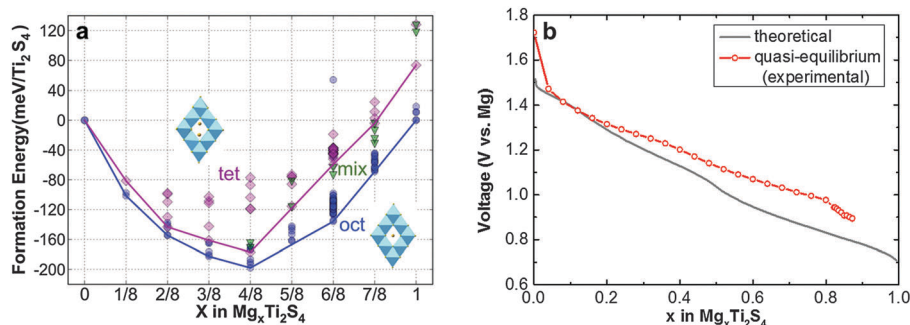 a
Formation Energy(meV/Ti₂ S₄)
120
80
40
0
-40
-80
-120
-160
-200
tet
mix
oct
0 1/8 2/8 3/8 4/8 5/8 6/8 7/8 1
X in MgₓTi₂S₄
b
theoretical
quasi-equilibrium
(experimental)
Voltage (V vs. Mg)
1.8
1.6
1.4
1.2
1.0
0.8
0.6
0.0 0.2 0.4 0.6 0.8 1.0
x in MgₓTi₂S₄